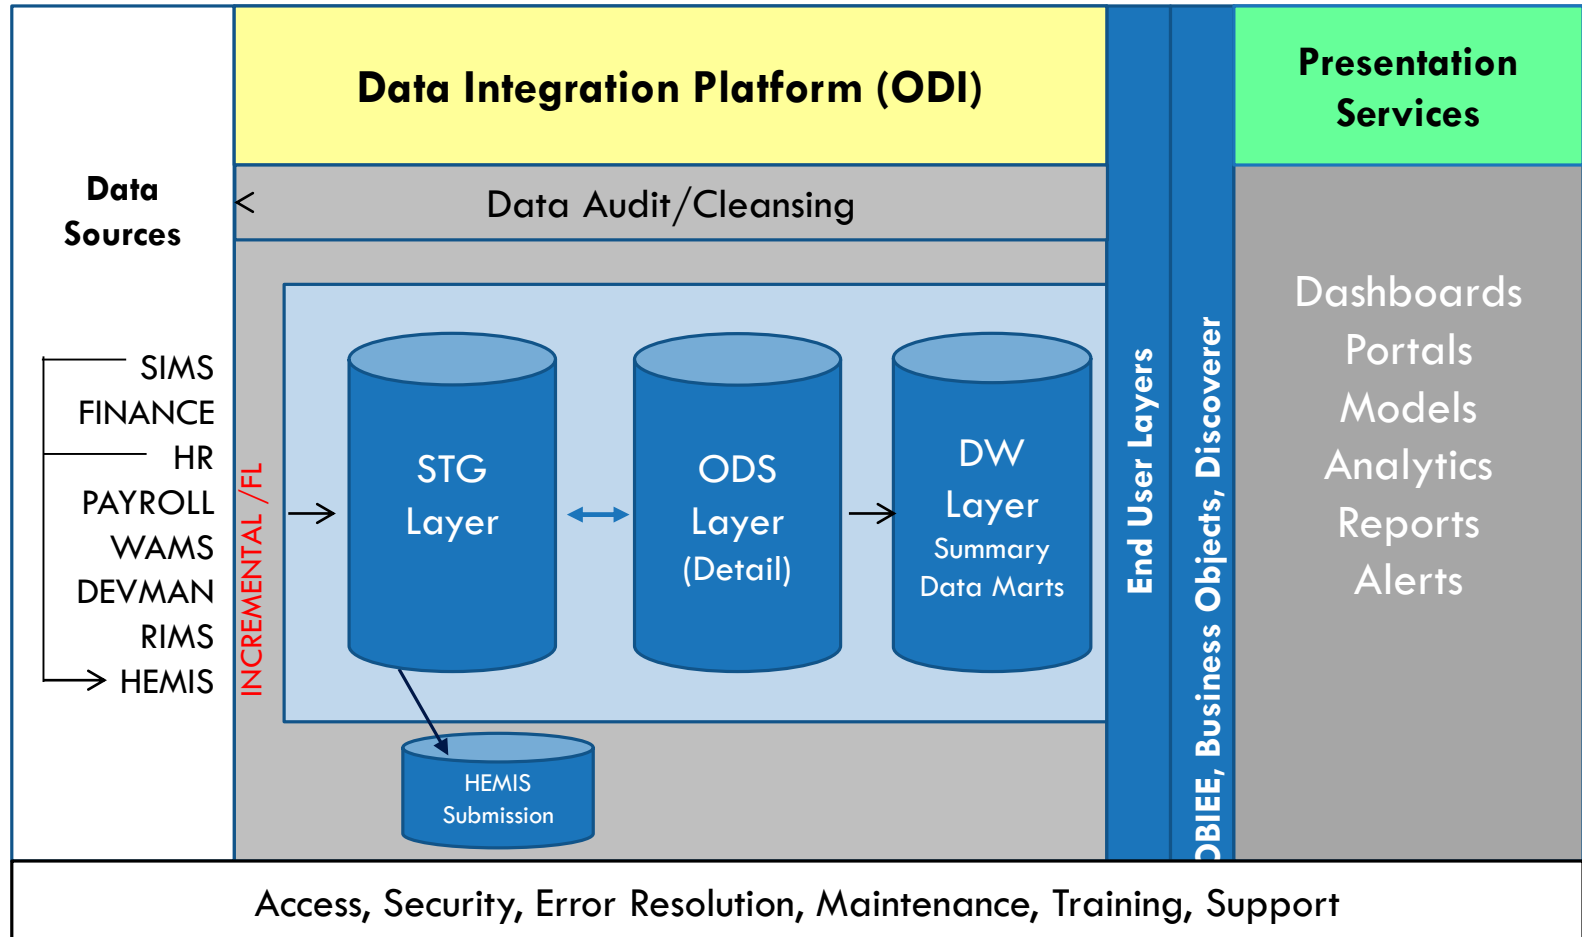 Data Integration Platform (ODI)
Presentation
Services
Data
Sources
Data Audit/Cleansing
SIMS
FINANCE
HR
PAYROLL
WAMS
DEVMAN
RIMS
HEMIS
INCREMENTAL /FL
STG
Layer
ODS
Layer
(Detail)
DW
Layer
Summary
Data Marts
HEMIS
Submission
End User Layers
OBIEE, Business Objects, Discoverer
Dashboards
Portals
Models
Analytics
Reports
Alerts
Access, Security, Error Resolution, Maintenance, Training, Support